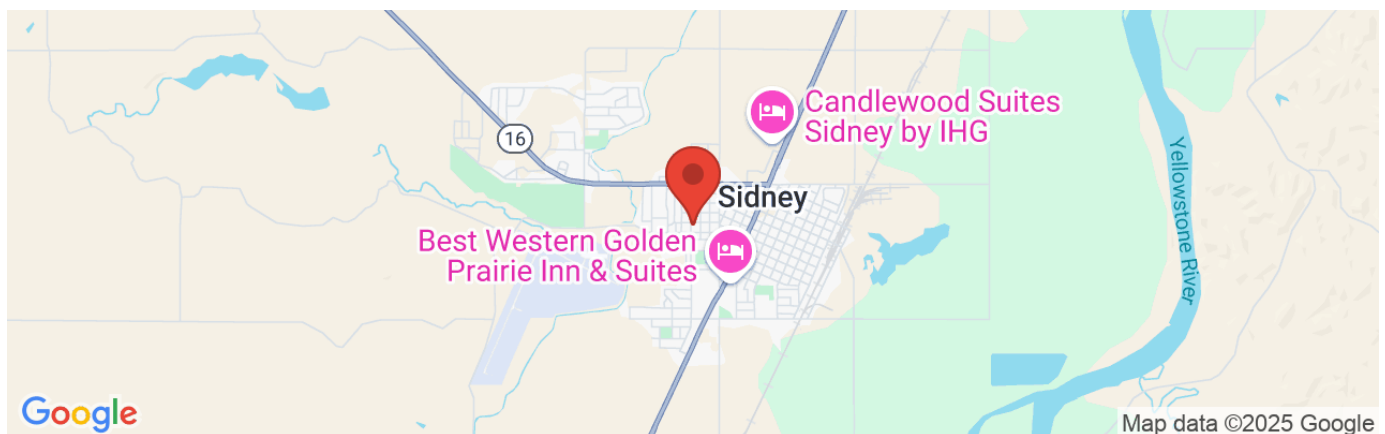 16
Candlewood Suites
Sidney by IHG
Sidney
Best Western Golden
Prairie Inn & Suites
Yellowstone River
Google
Map data ©2025 Google